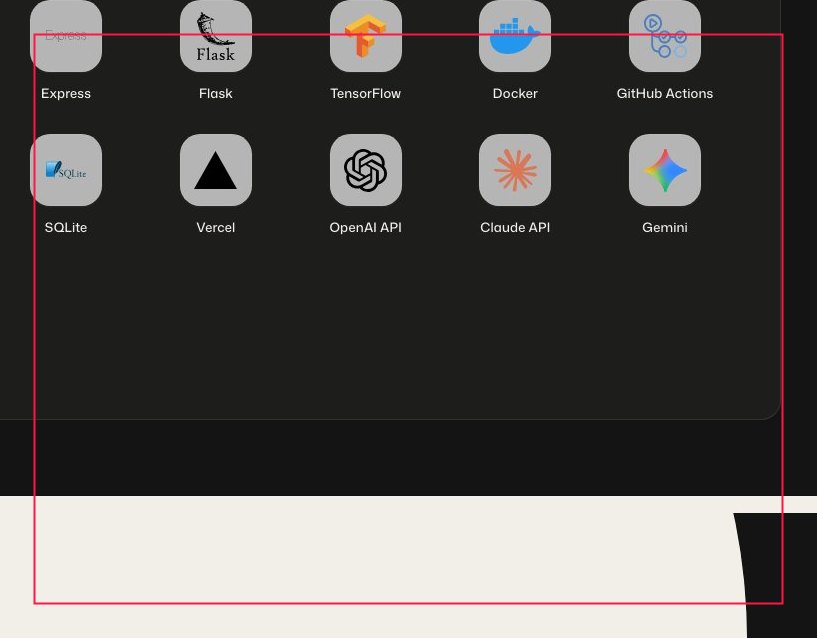 Express
Flask
Express Flask TensorFlow Docker GitHub Actions
SQLite
SQLite Vercel OpenAI API Claude API Gemini